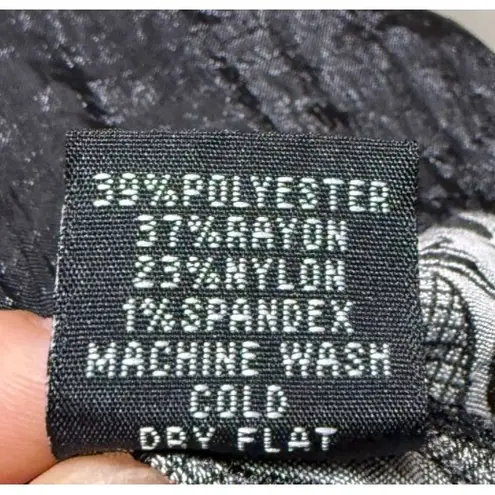 39%POLYESTER
37%RAYON
23%NYLON
1%SPANDEX
MACHINE WASH
COLD
DRY FLAT